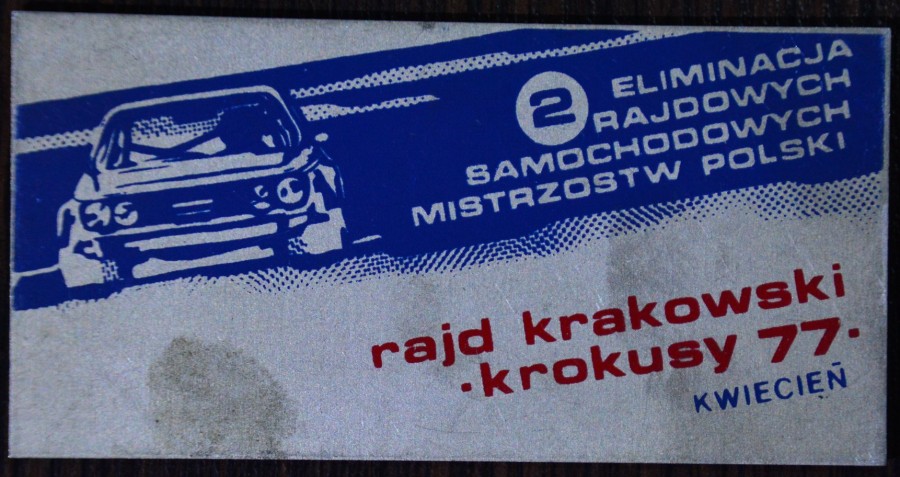 2 ELIMINACJA
RAJDOWYCH
SAMOCHODOWYCH
MISTRZOSTW POLSKI
rajd krakowski
·krokusy 77·
KWIECIEŃ